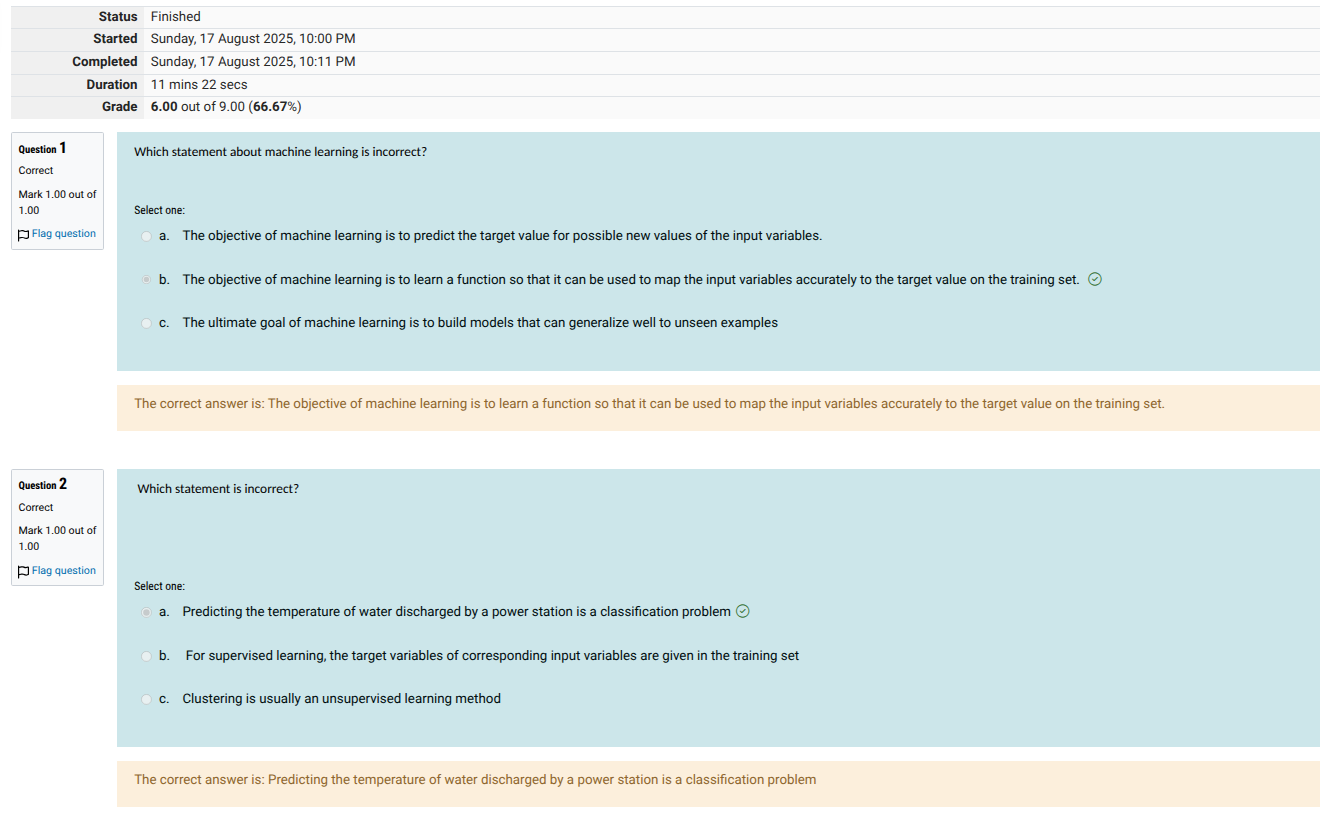 Status Finished
Started Sunday, 17 August 2025, 10:00 PM
Completed Sunday, 17 August 2025, 10:11 PM
Duration 11 mins 22 secs
Grade 6.00 out of 9.00 (66.67%)
Question 1
Correct
Mark 1.00 out of
1.00
Flag question
Which statement about machine learning is incorrect?
Select one:
a. The objective of machine learning is to predict the target value for possible new values of the input variables.
b. The objective of machine learning is to learn a function so that it can be used to map the input variables accurately to the target value on the training set.
c. The ultimate goal of machine learning is to build models that can generalize well to unseen examples
The correct answer is: The objective of machine learning is to learn a function so that it can be used to map the input variables accurately to the target value on the training set.
Question 2
Correct
Mark 1.00 out of
1.00
Flag question
Which statement is incorrect?
Select one:
a. Predicting the temperature of water discharged by a power station is a classification problem
b. For supervised learning, the target variables of corresponding input variables are given in the training set
c. Clustering is usually an unsupervised learning method
The correct answer is: Predicting the temperature of water discharged by a power station is a classification problem